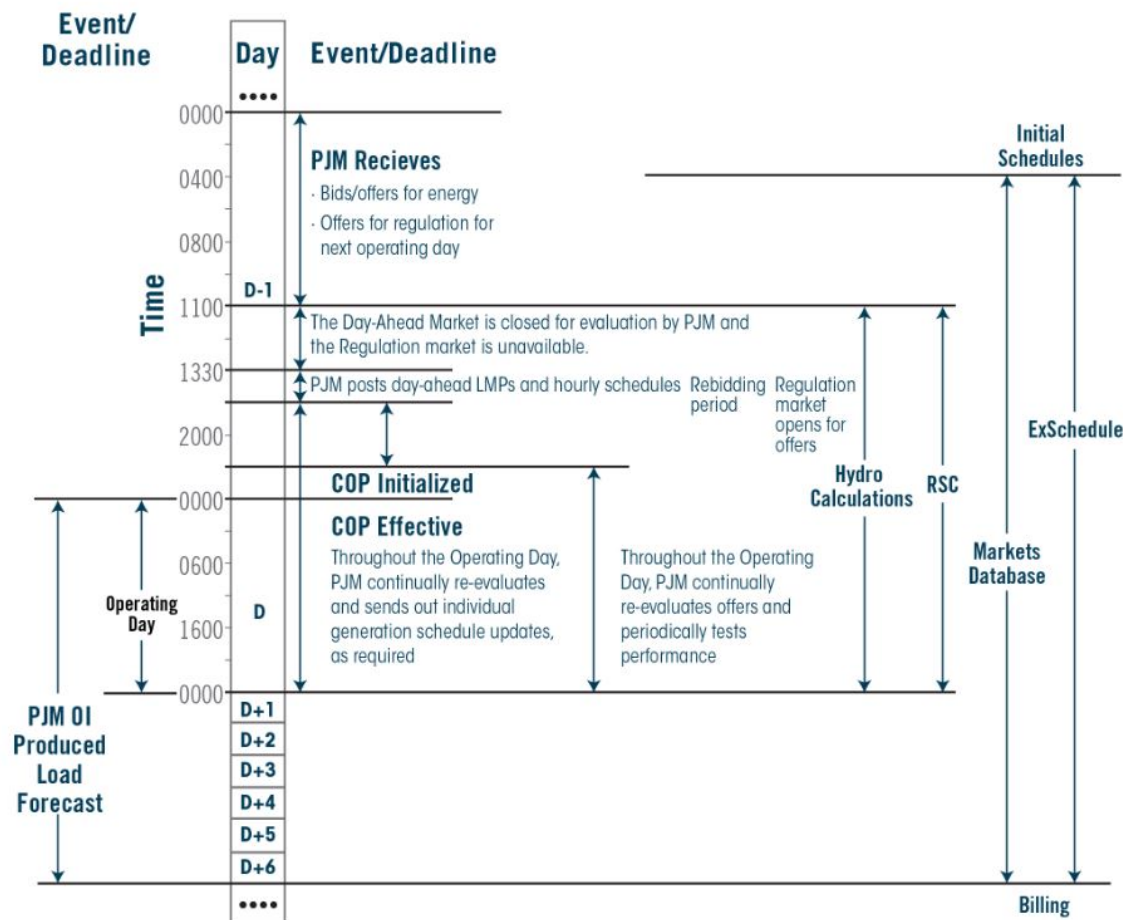 Event/
Deadline
Day
Event/Deadline
••••
0000
PJM Recieves
· Bids/offers for energy
· Offers for regulation for
next operating day
Initial
Schedules
0400
0800
Time
D-1
1100
The Day-Ahead Market is closed for evaluation by PJM and
the Regulation market is unavailable.
1330
PJM posts day-ahead LMPs and hourly schedules
Rebidding
period
Regulation
market
opens for
offers
2000
ExSchedule
Hydro
Calculations
RSC
COP Initialized
0000
COP Effective
Throughout the Operating Day,
PJM continually re-evaluates
and sends out individual
generation schedule updates,
as required
Throughout the Operating
Day, PJM continually
re-evaluates offers and
periodically tests
performance
Markets
Database
0600
Operating
Day
D
1600
0000
PJM OI
Produced
Load
Forecast
D+1
D+2
D+3
D+4
D+5
D+6
••••
Billing